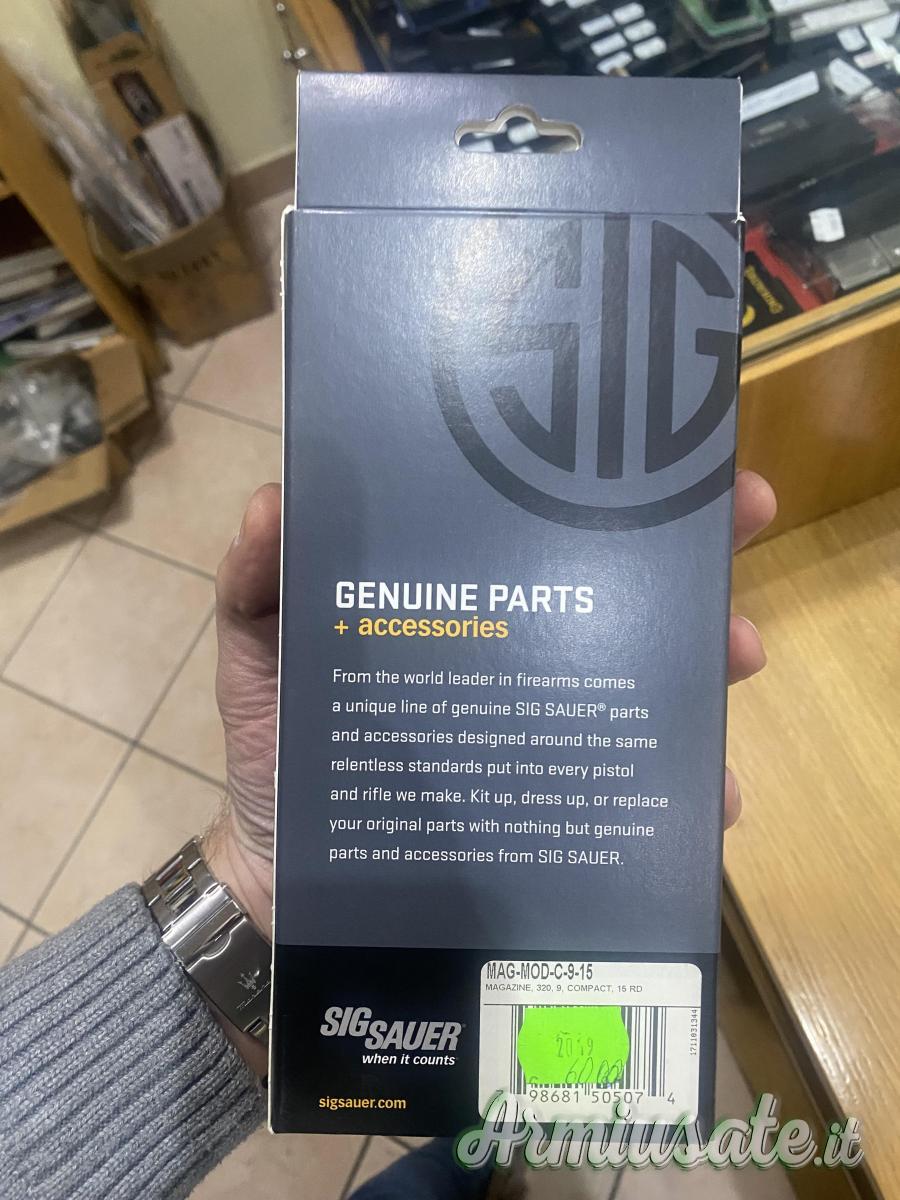 SIG
GENUINE PARTS
+ accessories
From the world leader in firearms comes
a unique line of genuine SIG SAUER® parts
and accessories designed around the same
relentless standards put into every pistol
and rifle we make. Kit up, dress up, or replace
your original parts with nothing but genuine
parts and accessories from SIG SAUER.
SIG SAUER
when it counts
sigsauer.com
MAG-MOD-C-9-15
MAGAZINE, 320, 9, COMPACT, 15 RD
1711031344
2019
98681 50507 4
Armiusate.it